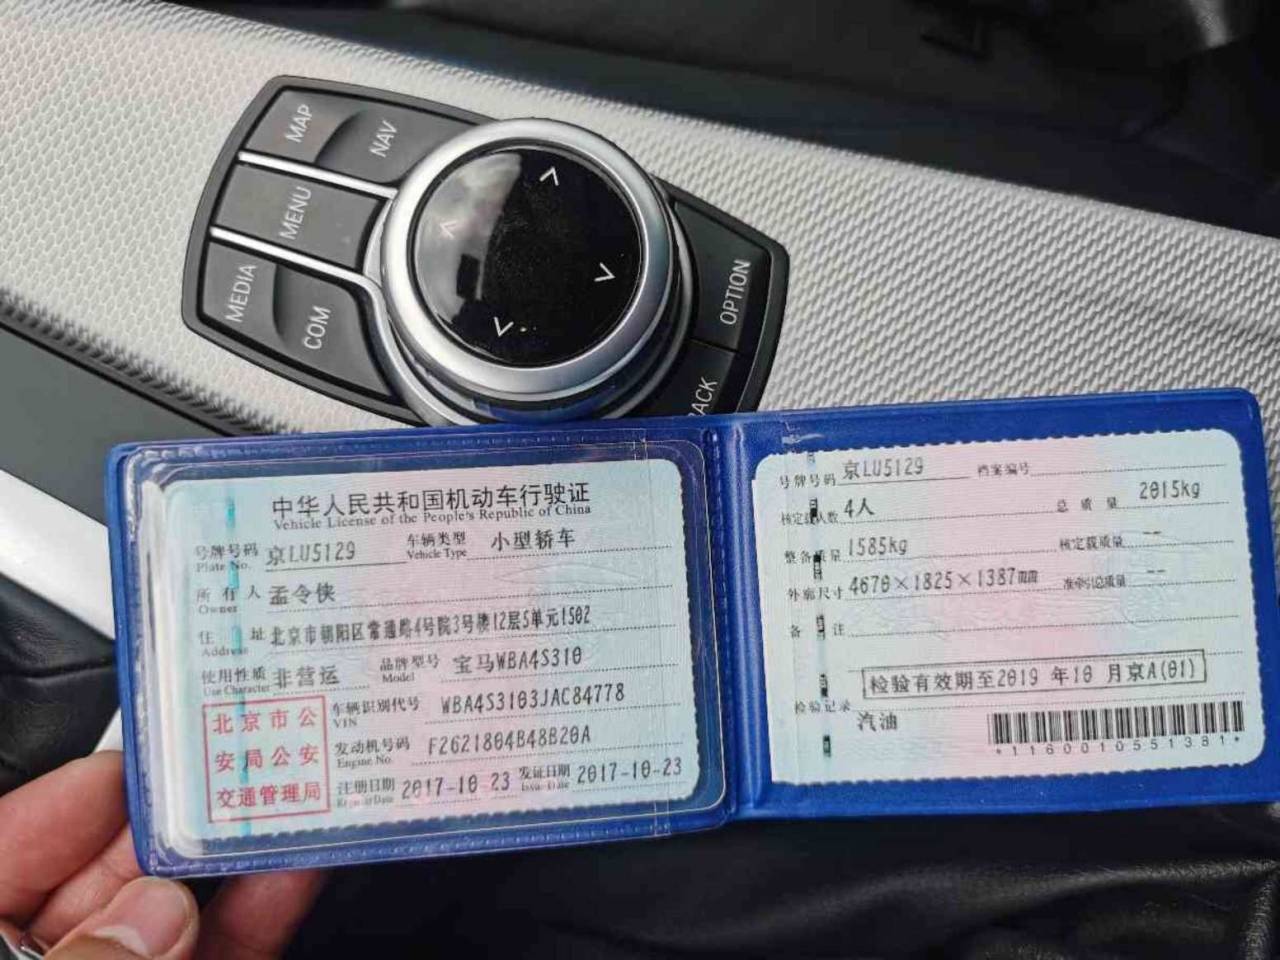 MAP
NAV
MENU
MEDIA
COM
OPTION
ACK
中华人民共和国机动车行驶证
Vehicle License of the People's Republic of China
号牌号码 京LU5129 车辆类型 小型轿车
Plate No. Vehicle Type
所有人 孟令侠
Owner
住址 北京市朝阳区常通路4号院3号楼12层5单元1502
Address
使用性质 非营运 品牌型号 宝马WBA4S310
Use Character Model
北京市公
安局公安
交通管理局
车辆识别代号 WBA4S3103JAC84778
VIN
发动机号码 F2621804B48B20A
Engine No.
注册日期 2017-10-23 发证日期 2017-10-23
Register Date Issue Date
号牌号码 京LU5129 档案编号
核定载人数 4人 总质量 2015kg
整备质量 1585kg 核定载质量 --
外廓尺寸 4670×1825×1387mm 准牵引总质量 --
备注
检验有效期至2019年10月京A(01)
检验记录
汽油
*1160010551381*